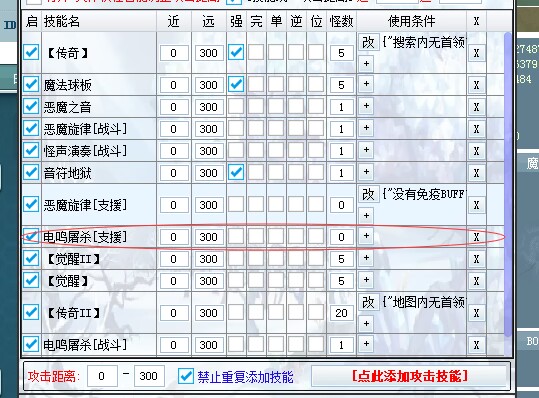 启 技能名 近 远 强 完 单 逆 位 怪数 使用条件 X
【传奇】 0 300 5 改 {"搜索内无首领 X
+
魔法球板 0 300 5 + X
恶魔之音 0 300 1 + X
恶魔旋律[战斗] 0 300 1 + X
怪声演奏[战斗] 0 300 1 + X
音符地狱 0 300 1 + X
恶魔旋律[支援] 0 300 0 改 {"没有免疫BUFF X
+
电鸣屠杀[支援] 0 300 0 + X
【觉醒II】 0 300 5 + X
【觉醒】 0 300 5 + X
【传奇II】 0 300 20 改 {"地图内无首领 X
+
电鸣屠杀[战斗] 0 300 1 + X
攻击距离: 0 － 300 禁止重复添加技能 [点此添加攻击技能]
ID